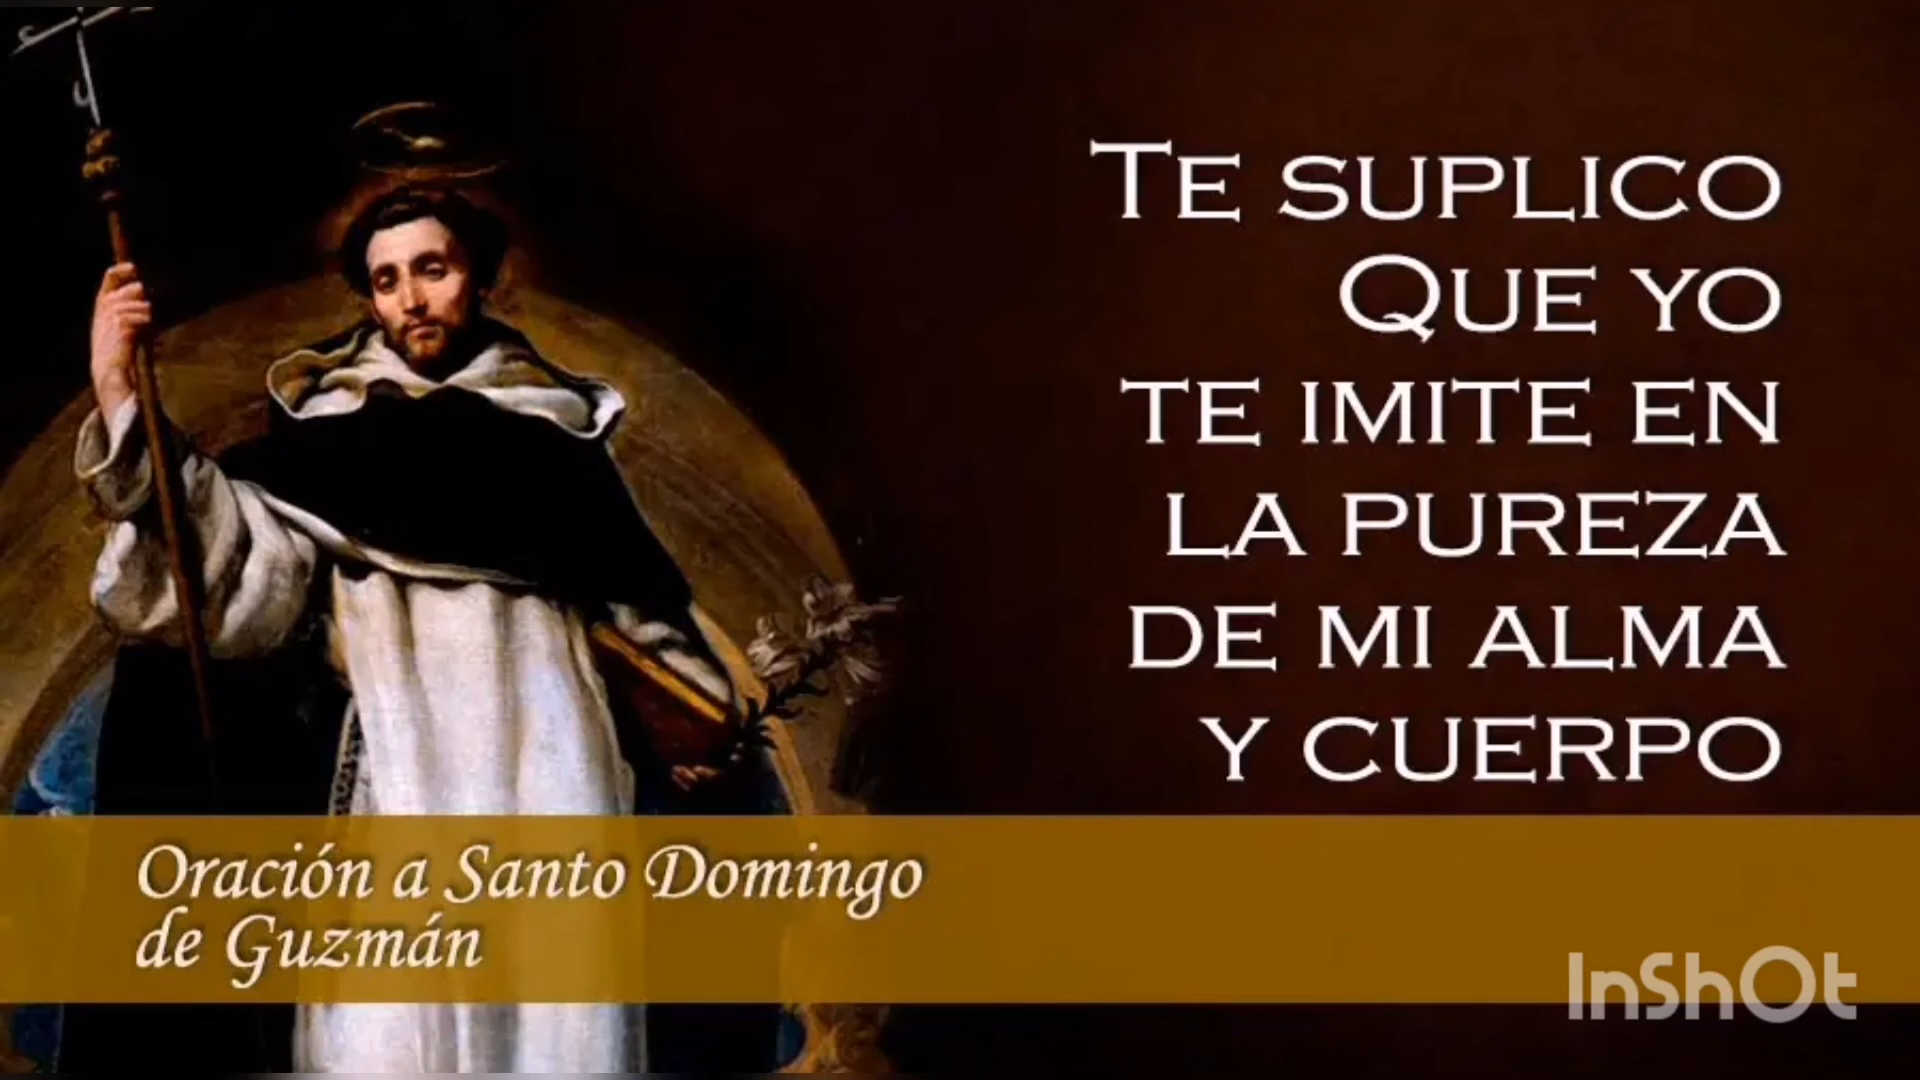 TE SUPLICO
QUE YO
TE IMITE EN
LA PUREZA
DE MI ALMA
Y CUERPO
Oración a Santo Domingo
de Guzmán
InShOt